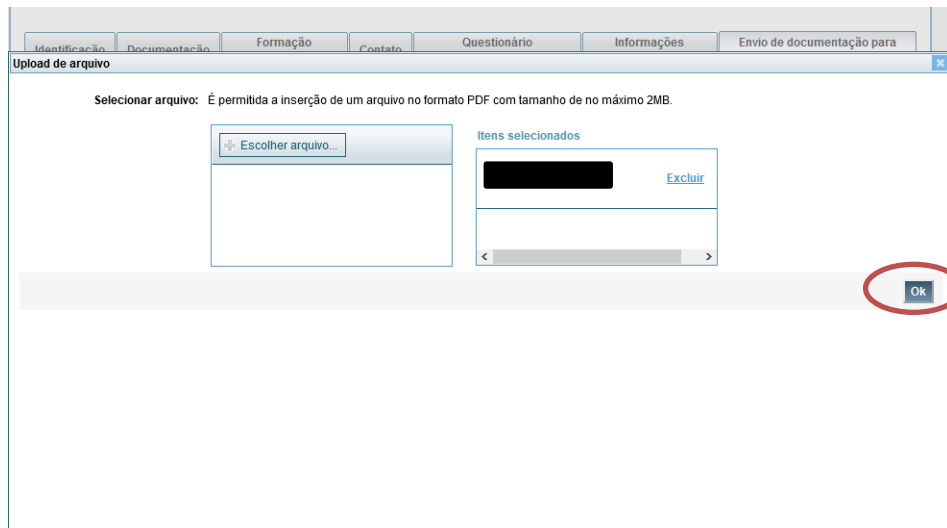 Identificação Documentação Formação Contato Questionário Informações Envio de documentação para
Upload de arquivo
Selecionar arquivo: É permitida a inserção de um arquivo no formato PDF com tamanho de no máximo 2MB.
Escolher arquivo...
Itens selecionados
Excluir
Ok